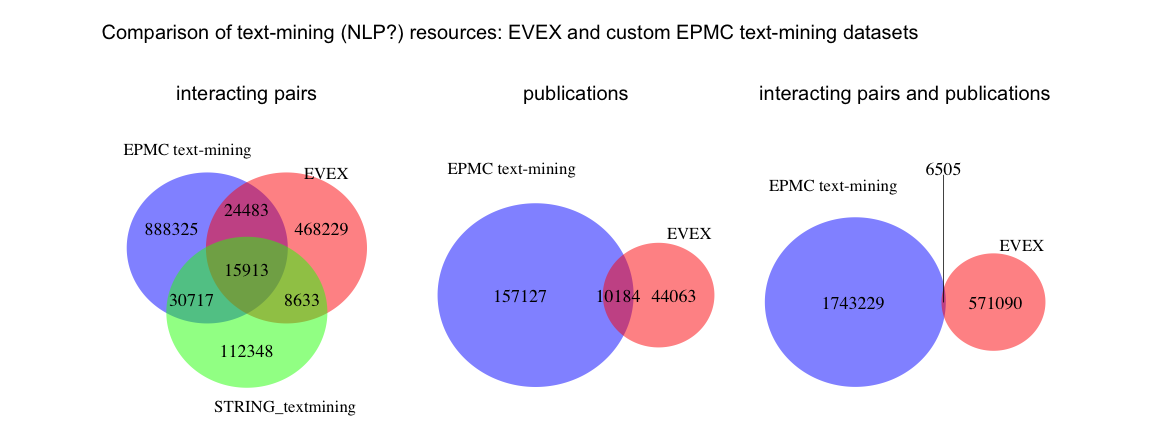 Comparison of text-mining (NLP?) resources: EVEX and custom EPMC text-mining datasets
interacting pairs
EPMC text-mining
EVEX
24483
888325
468229
15913
30717
8633
112348
STRING_textmining
publications
EPMC text-mining
EVEX
157127
10184
44063
interacting pairs and publications
6505
EPMC text-mining
EVEX
1743229
571090